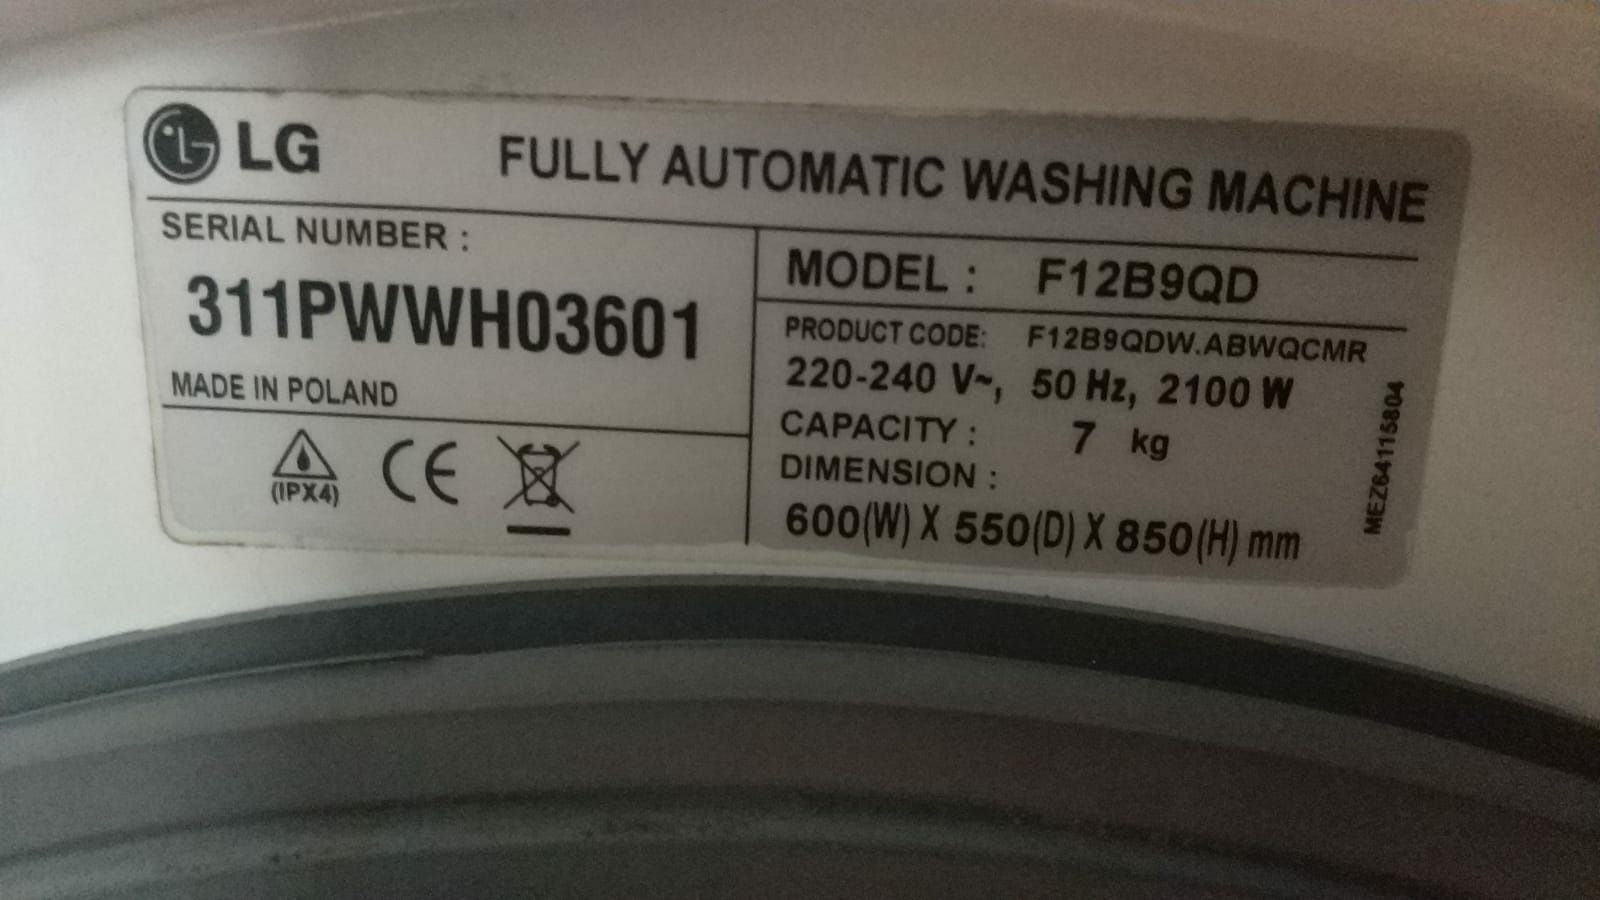 LG
FULLY AUTOMATIC WASHING MACHINE
SERIAL NUMBER :
311PWWH03601
MADE IN POLAND
(IPX4)
CE
MODEL : F12B9QD
PRODUCT CODE: F12B9QDW.ABWQCMR
220-240 V~, 50 Hz, 2100 W
CAPACITY : 7 kg
DIMENSION :
600(W) X 550(D) X 850(H) mm
MEZ64115804